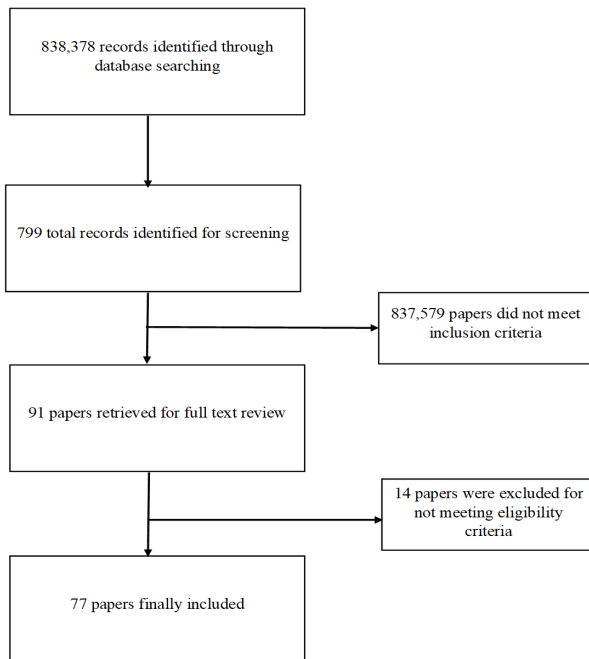 838,378 records identified through
database searching
799 total records identified for screening
837,579 papers did not meet
inclusion criteria
91 papers retrieved for full text review
14 papers were excluded for
not meeting eligibility
criteria
77 papers finally included